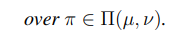 over π ∈ Π(μ, ν).